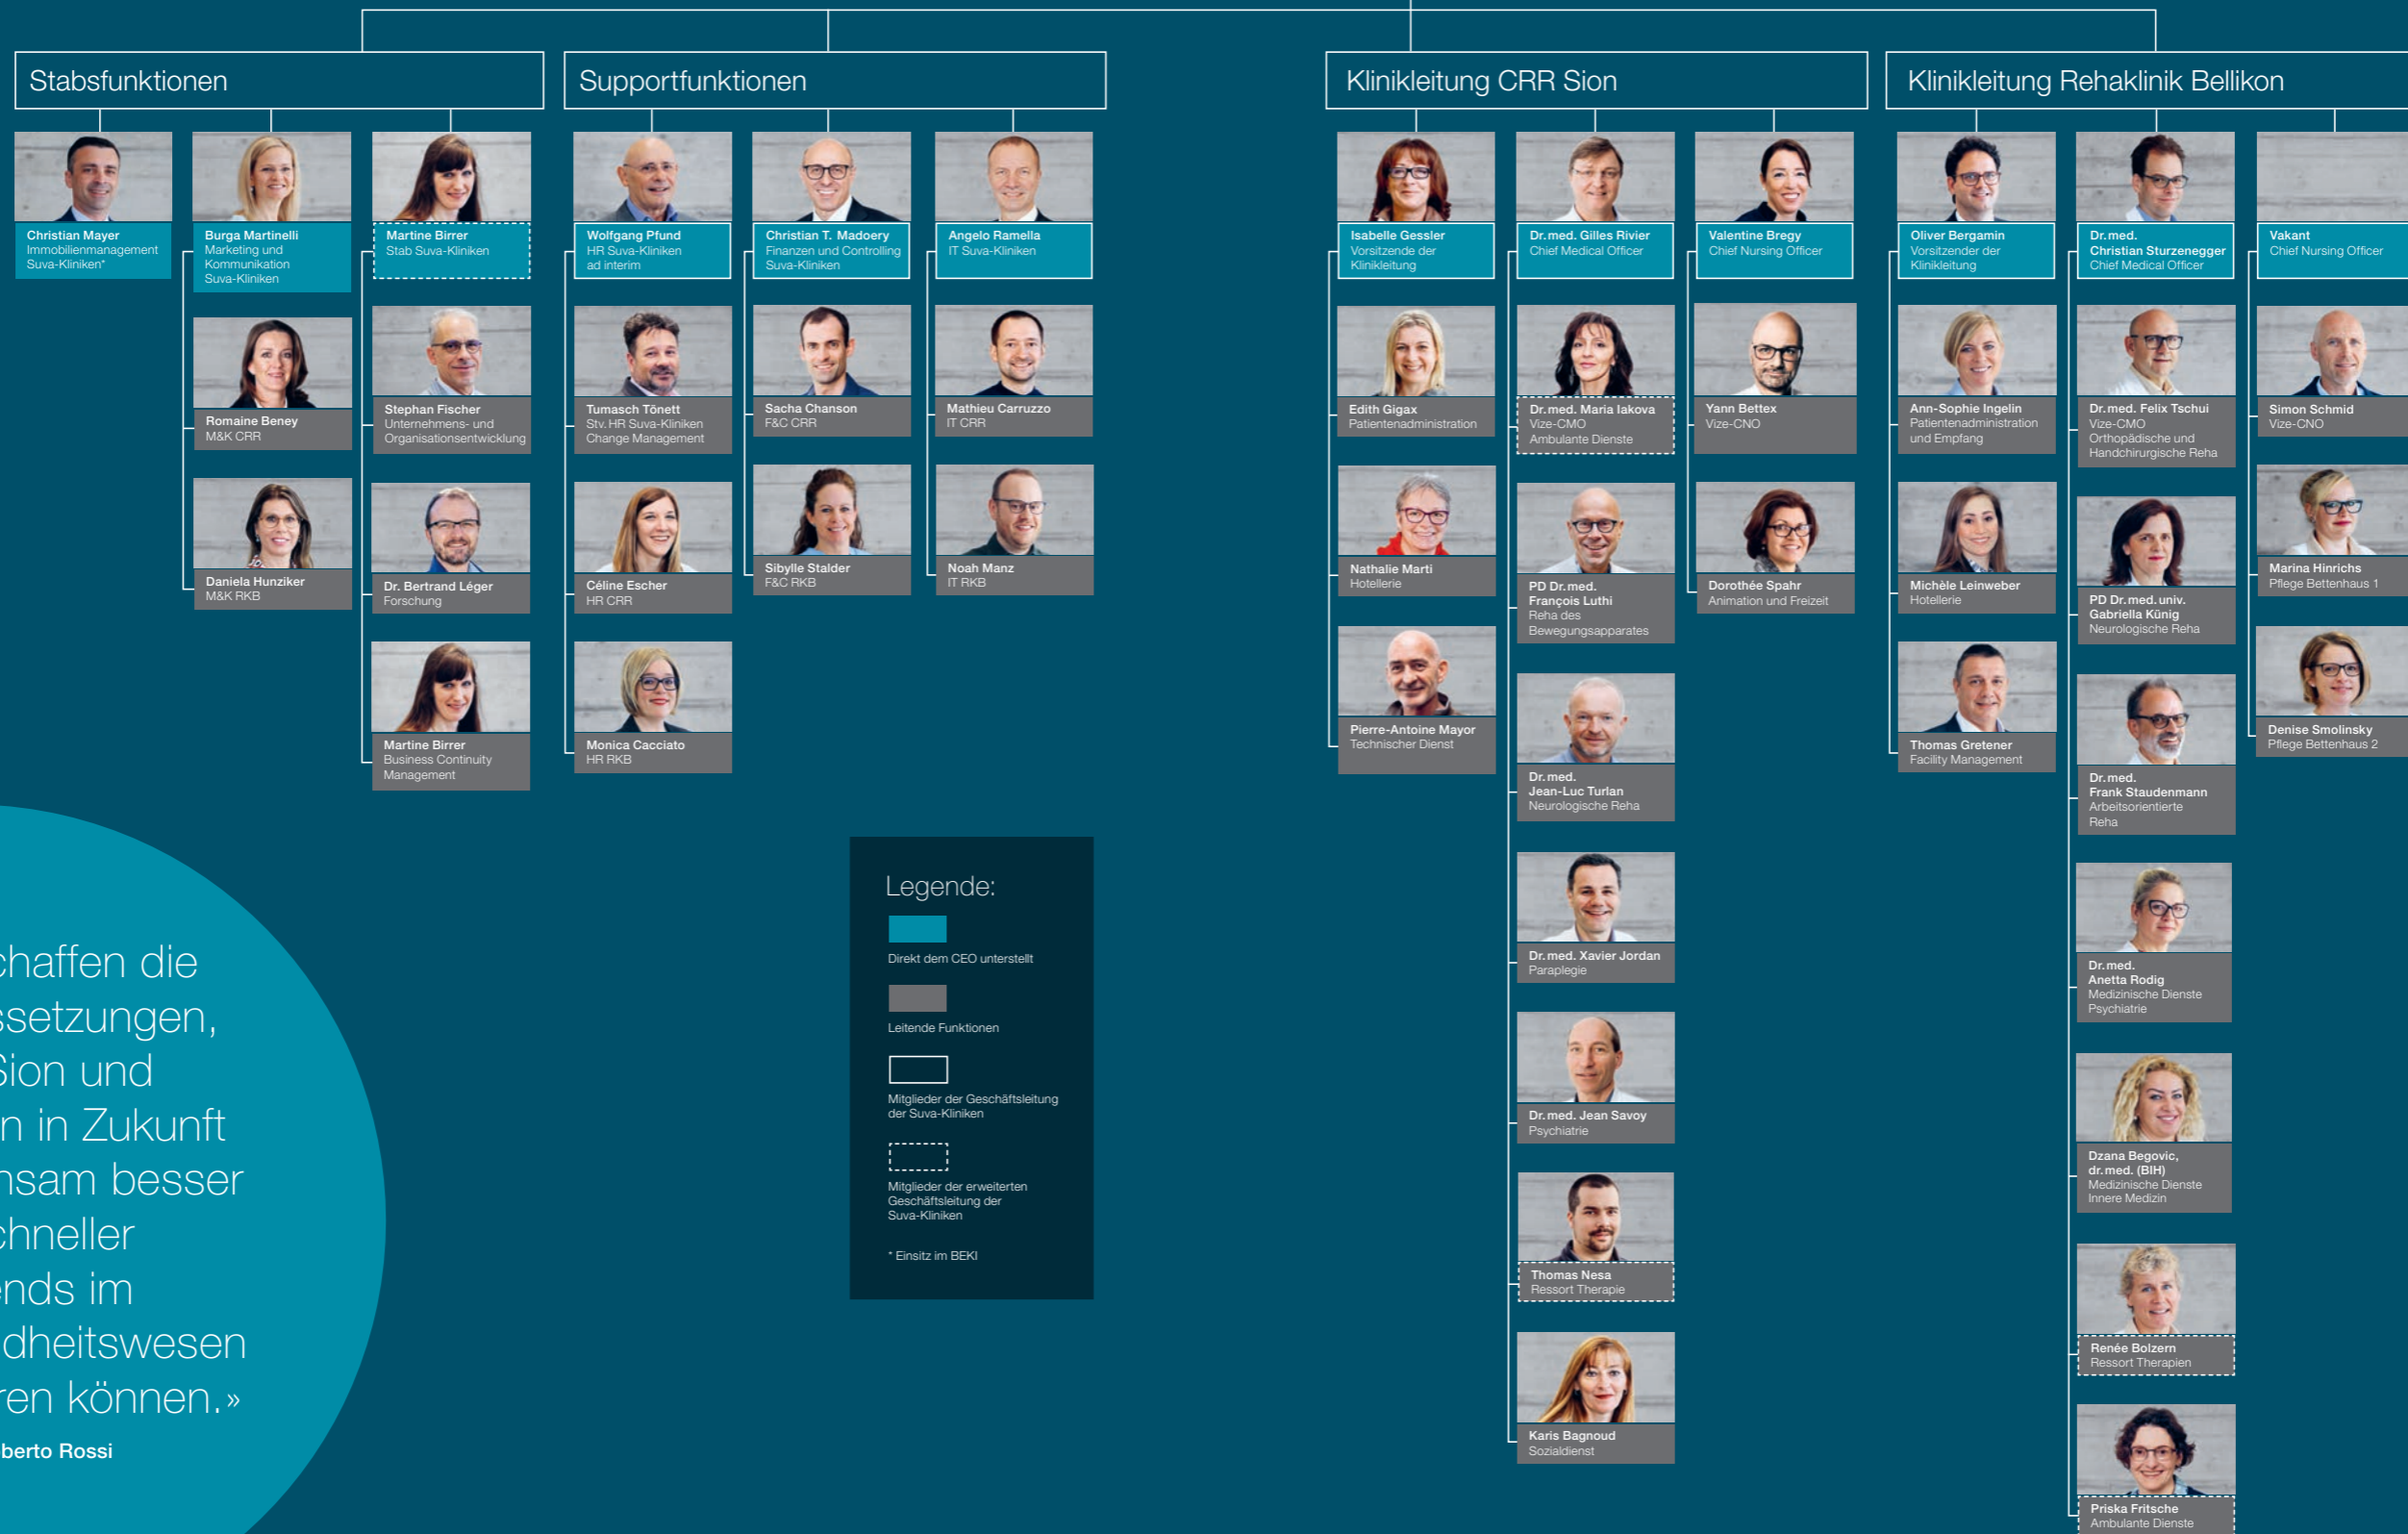 Stabsfunktionen
Christian Mayer
Immobilienmanagement
Suva-Kliniken*
Burga Martinelli
Marketing und
Kommunikation
Suva-Kliniken
Romaine Beney
M&K CRR
Daniela Hunziker
M&K RKB
Martine Birrer
Stab Suva-Kliniken
Stephan Fischer
Unternehmens- und
Organisationsentwicklung
Dr. Bertrand Léger
Forschung
Martine Birrer
Business Continuity
Management
Supportfunktionen
Wolfgang Pfund
HR Suva-Kliniken
ad interim
Tumasch Tönett
Stv. HR Suva-Kliniken
Change Management
Céline Escher
HR CRR
Monica Cacciato
HR RKB
Christian T. Madoery
Finanzen und Controlling
Suva-Kliniken
Sacha Chanson
F&C CRR
Sibylle Stalder
F&C RKB
Angelo Ramella
IT Suva-Kliniken
Mathieu Carruzzo
IT CRR
Noah Manz
IT RKB
Klinikleitung CRR Sion
Isabelle Gessler
Vorsitzende der
Klinikleitung
Edith Gigax
Patientenadministration
Nathalie Marti
Hotellerie
Pierre-Antoine Mayor
Technischer Dienst
Dr. med. Gilles Rivier
Chief Medical Officer
Dr. med. Maria Iakova
Vize-CMO
Ambulante Dienste
PD Dr. med.
François Luthi
Reha des
Bewegungsapparates
Dr. med.
Jean-Luc Turlan
Neurologische Reha
Dr. med. Xavier Jordan
Paraplegie
Dr. med. Jean Savoy
Psychiatrie
Thomas Nesa
Ressort Therapie
Karis Bagnoud
Sozialdienst
Valentine Bregy
Chief Nursing Officer
Yann Bettex
Vize-CNO
Dorothée Spahr
Animation und Freizeit
Klinikleitung Rehaklinik Bellikon
Oliver Bergamin
Vorsitzender der
Klinikleitung
Ann-Sophie Ingelin
Patientenadministration
und Empfang
Michèle Leinweber
Hotellerie
Thomas Gretener
Facility Management
Dr. med.
Christian Sturzenegger
Chief Medical Officer
Dr. med. Felix Tschui
Vize-CMO
Orthopädische und
Handchirurgische Reha
PD Dr. med. univ.
Gabriella Künig
Neurologische Reha
Dr. med.
Frank Staudenmann
Arbeitsorientierte
Reha
Dr. med.
Anetta Rodig
Medizinische Dienste
Psychiatrie
Dzana Begovic,
dr. med. (BIH)
Medizinische Dienste
Innere Medizin
Renée Bolzern
Ressort Therapien
Priska Fritsche
Ambulante Dienste
Vakant
Chief Nursing Officer
Simon Schmid
Vize-CNO
Marina Hinrichs
Pflege Bettenhaus 1
Denise Smolinsky
Pflege Bettenhaus 2
Legende:
Direkt dem CEO unterstellt
Leitende Funktionen
Mitglieder der Geschäftsleitung
der Suva-Kliniken
Mitglieder der erweiterten
Geschäftsleitung der
Suva-Kliniken
* Einsitz im BEKI
chaffen die
ssetzungen,
Sion und
n in Zukunft
nsam besser
chneller
ends im
dheitswesen
ren können.»
berto Rossi